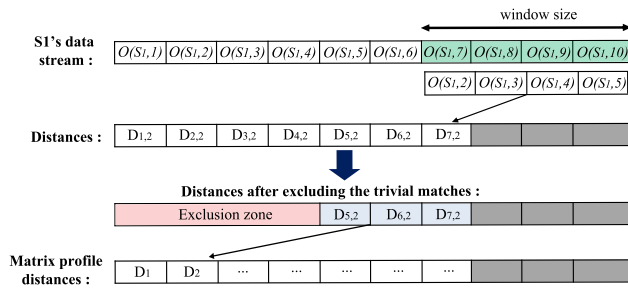 window size
S1's data stream :
O(S1,1) O(S1,2) O(S1,3) O(S1,4) O(S1,5) O(S1,6) O(S1,7) O(S1,8) O(S1,9) O(S1,10)
O(S1,2) O(S1,3) O(S1,4) O(S1,5)
Distances : D1,2 D2,2 D3,2 D4,2 D5,2 D6,2 D7,2
Distances after excluding the trivial matches :
Exclusion zone D5,2 D6,2 D7,2
Matrix profile distances :
D1 D2 ... ... ... ... ...